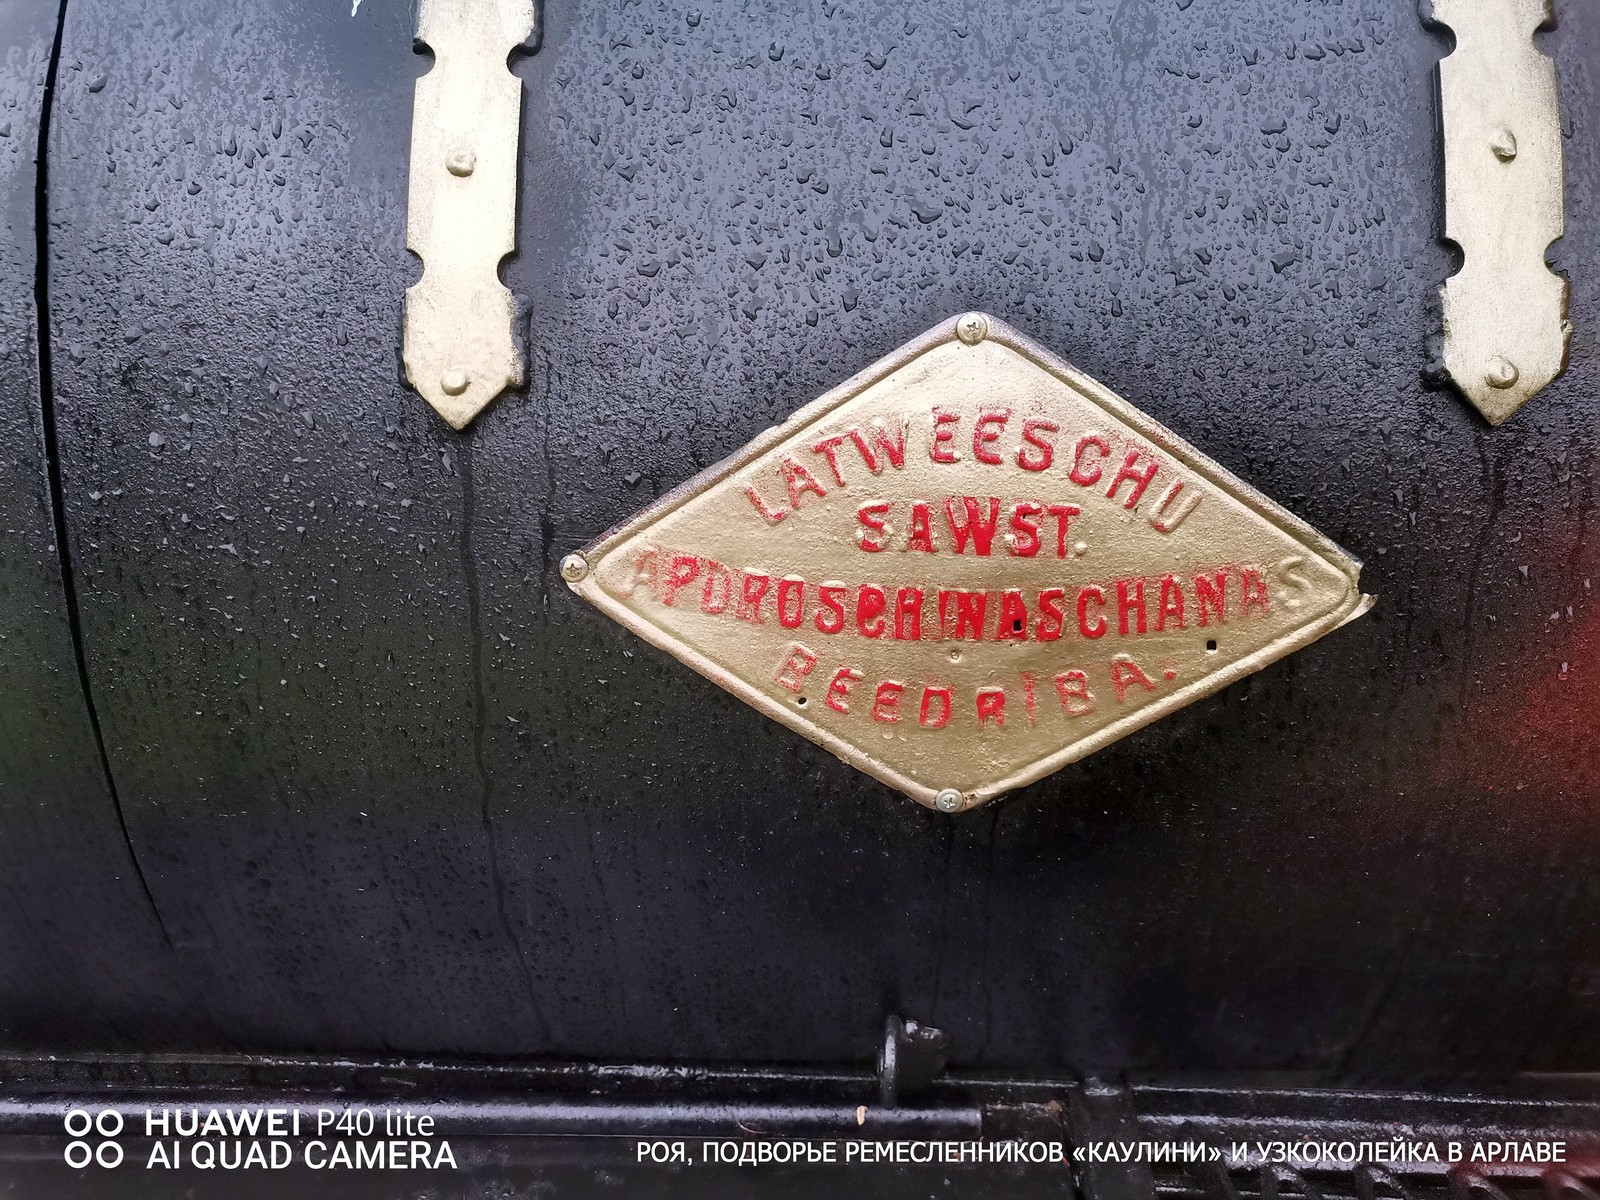 LATWEESCHU
SAWST.
APDROSCHINASCHANAS
BEEDRIBA.
HUAWEI P40 lite
AI QUAD CAMERA
РОЯ, ПОДВОРЬЕ РЕМЕСЛЕННИКОВ «КАУЛИНИ» И УЗКОКОЛЕЙКА В АРЛАВЕ